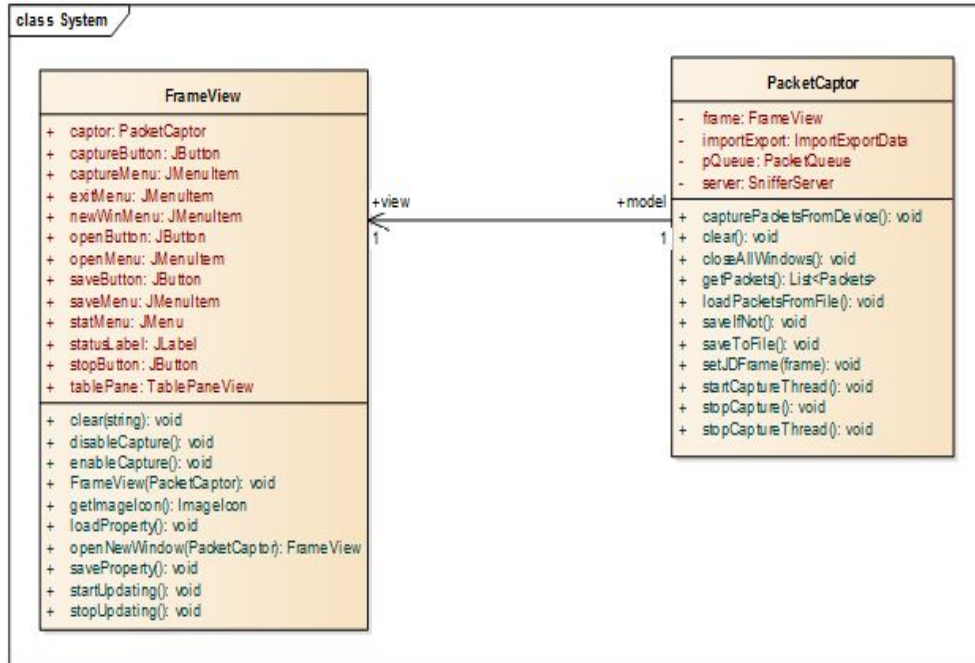 class System
FrameView
+ captor: PacketCaptor
+ captureButton: JButton
+ captureMenu: JMenuItem
+ exitMenu: JMenuItem
+ newWinMenu: JMenuItem
+ openButton: JButton
+ openMenu: JMenuItem
+ saveButton: JButton
+ saveMenu: JMenuItem
+ statMenu: JMenu
+ statusLabel: JLabel
+ stopButton: JButton
+ tablePane: TablePaneView
+ clear(string): void
+ disableCapture(): void
+ enableCapture(): void
+ FrameView(PacketCaptor): void
+ getImageIcon(): ImageIcon
+ loadProperty(): void
+ openNewWindow(PacketCaptor): FrameView
+ saveProperty(): void
+ startUpdating(): void
+ stopUpdating(): void
+view
1
+model
1
PacketCaptor
- frame: FrameView
- importExport: ImportExportData
- pQueue: PacketQueue
- server: SnifferServer
+ capturePacketsFromDevice(): void
+ clear(): void
+ closeAllWindows(): void
+ getPackets(): List<Packets>
+ loadPacketsFromFile(): void
+ saveIfNot(): void
+ saveToFile(): void
+ setJDFrame(frame): void
+ startCaptureThread(): void
+ stopCapture(): void
+ stopCaptureThread(): void